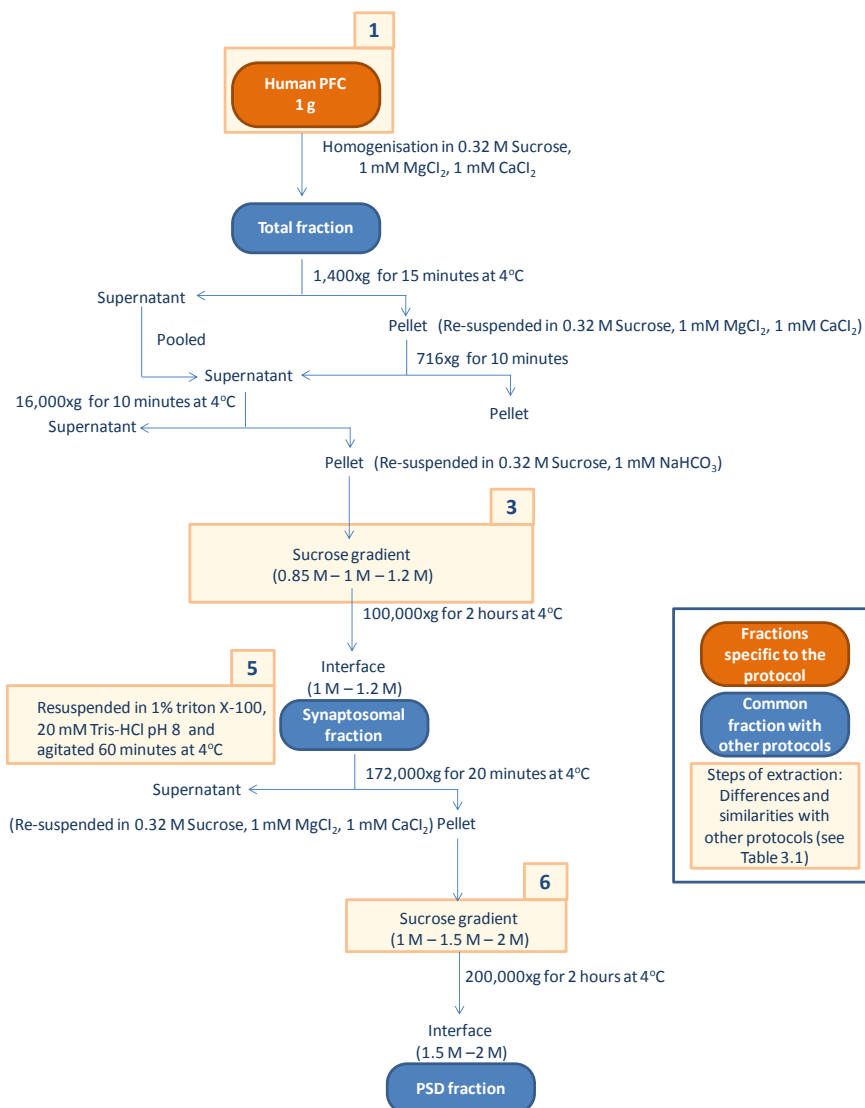 1
Human PFC
1 g
Homogenisation in 0.32 M Sucrose,
1 mM MgCl₂, 1 mM CaCl₂
Total fraction
1,400xg for 15 minutes at 4°C
Supernatant
Pellet (Re-suspended in 0.32 M Sucrose, 1 mM MgCl₂, 1 mM CaCl₂)
Pooled
716xg for 10 minutes
Supernatant
16,000xg for 10 minutes at 4°C
Pellet
Supernatant
Pellet (Re-suspended in 0.32 M Sucrose, 1 mM NaHCO₃)
3
Sucrose gradient
(0.85 M – 1 M – 1.2 M)
100,000xg for 2 hours at 4°C
Interface
(1 M – 1.2 M)
5
Resuspended in 1% triton X-100,
20 mM Tris-HCl pH 8 and
agitated 60 minutes at 4°C
Synaptosomal
fraction
172,000xg for 20 minutes at 4°C
Supernatant
(Re-suspended in 0.32 M Sucrose, 1 mM MgCl₂, 1 mM CaCl₂) Pellet
6
Sucrose gradient
(1 M – 1.5 M – 2 M)
200,000xg for 2 hours at 4°C
Interface
(1.5 M –2 M)
PSD fraction
Fractions
specific to the
protocol
Common
fraction with
other protocols
Steps of extraction:
Differences and
similarities with
other protocols (see
Table 3.1)